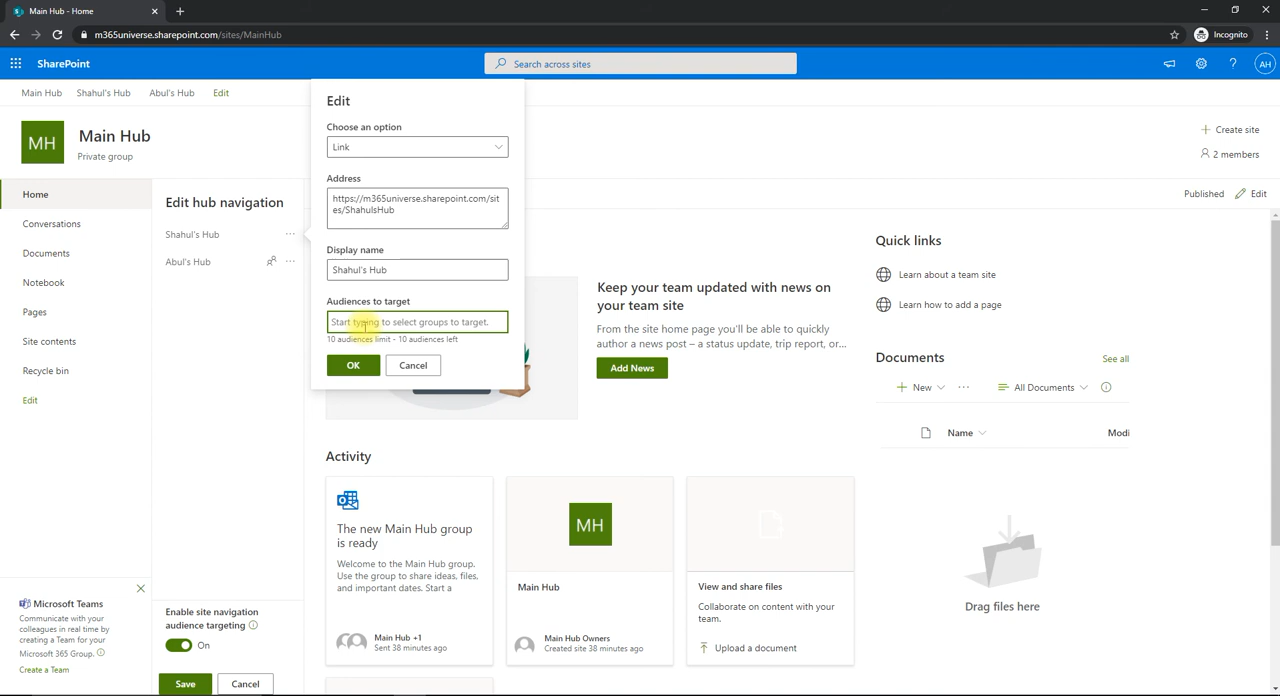 Main Hub - Home
m365universe.sharepoint.com/sites/MainHub
Incognito
SharePoint
Search across sites
AH
Main Hub
Shahul's Hub
Abul's Hub
Edit
MH
Main Hub
Private group
Create site
2 members
Home
Conversations
Documents
Notebook
Pages
Site contents
Recycle bin
Edit
Edit hub navigation
Shahul's Hub
Abul's Hub
Edit
Choose an option
Link
Address
https://m365universe.sharepoint.com/sit
es/ShahulsHub
Display name
Shahul's Hub
Audiences to target
Start typing to select groups to target.
10 audiences limit - 10 audiences left
OK
Cancel
Published
Edit
Keep your team updated with news on
your team site
From the site home page you'll be able to quickly
author a news post – a status update, trip report, or...
Add News
Quick links
Learn about a team site
Learn how to add a page
Documents
See all
New
All Documents
Name
Modi
Drag files here
Activity
The new Main Hub group
is ready
Welcome to the Main Hub group.
Use the group to share ideas, files,
and important dates. Start a
Main Hub +1
Sent 38 minutes ago
MH
Main Hub
Main Hub Owners
Created site 38 minutes ago
View and share files
Collaborate on content with your
team.
Upload a document
Microsoft Teams
Communicate with your
colleagues in real time by
creating a Team for your
Microsoft 365 Group.
Create a Team
Enable site navigation
audience targeting
On
Save
Cancel